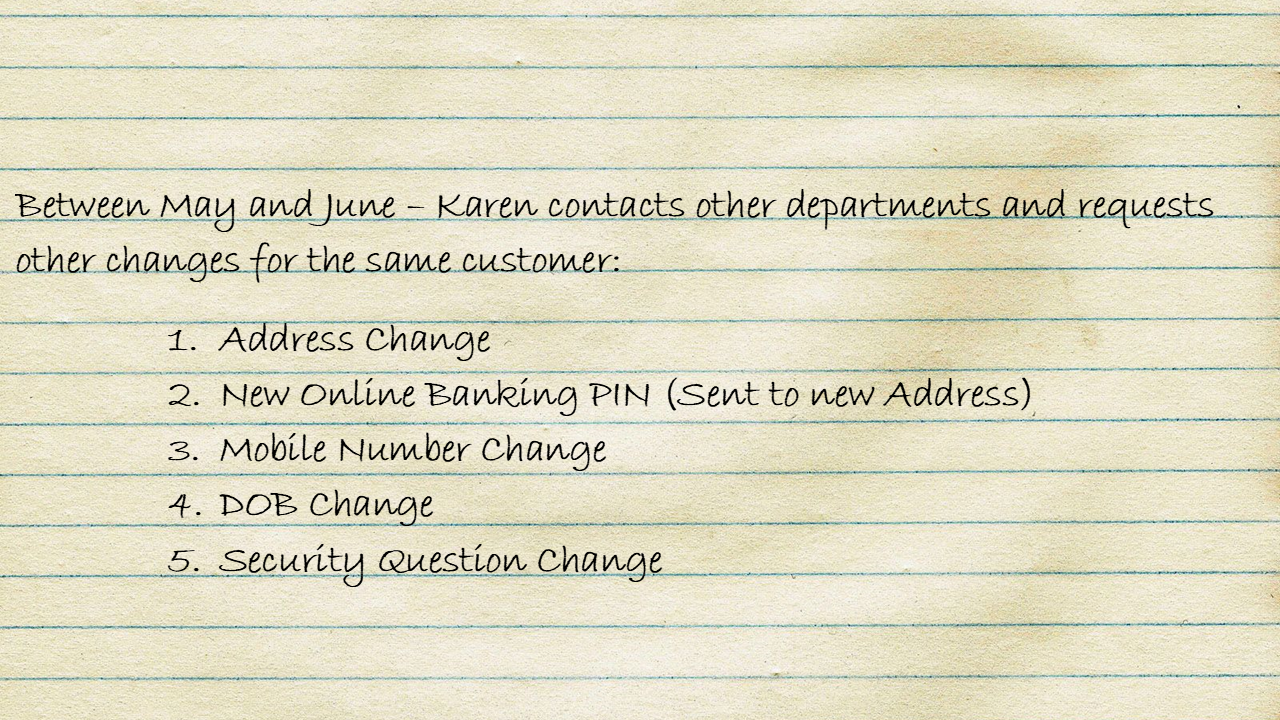 Between May and June – Karen contacts other departments and requests
other changes for the same customer:
1. Address Change
2. New Online Banking PIN (Sent to new Address)
3. Mobile Number Change
4. DOB Change
5. Security Question Change